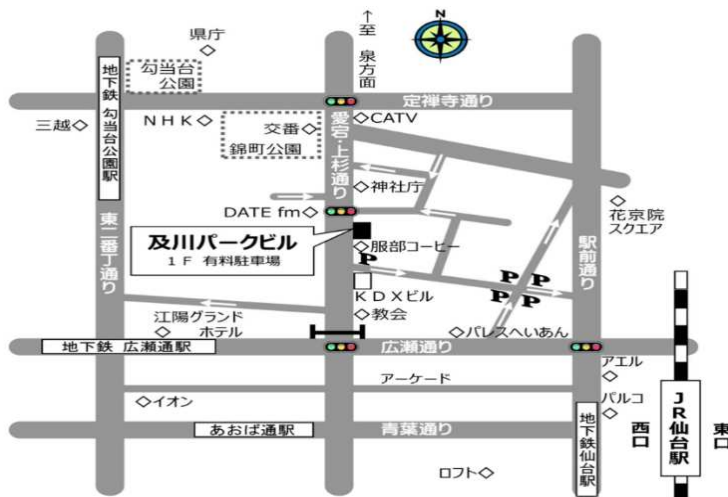 県庁
↑至 泉方面
地下鉄 勾当台公園駅
勾当台
公園
定禅寺通り
三越
NHK
交番
錦町公園
CATV
愛宕・上杉通り
神社庁
DATE fm
花京院
スクエア
及川パークビル
1F 有料駐車場
服部コーヒー
P
P
P
P
P
東二番丁通り
駅前通り
KDXビル
江陽グランド
ホテル
教会
パレスへいあん
地下鉄 広瀬通駅
広瀬通り
アエル
アーケード
パルコ
イオン
あおば通駅
青葉通り
地下鉄仙台駅
西口
JR仙台駅
東口
ロフト